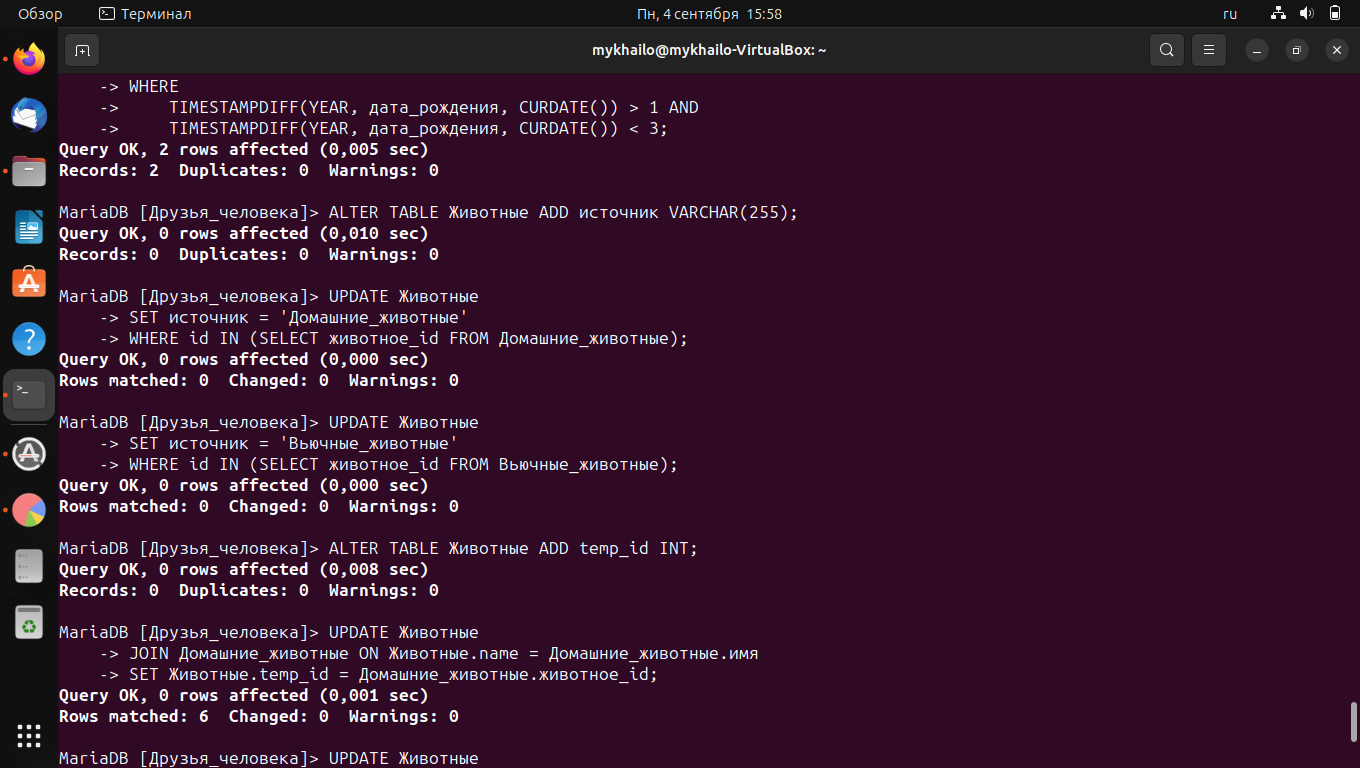 Обзор
Терминал
Пн, 4 сентября 15:58
ru
mykhailo@mykhailo-VirtualBox: ~
-> WHERE
-> TIMESTAMPDIFF(YEAR, дата_рождения, CURDATE()) > 1 AND
-> TIMESTAMPDIFF(YEAR, дата_рождения, CURDATE()) < 3;
Query OK, 2 rows affected (0,005 sec)
Records: 2 Duplicates: 0 Warnings: 0
MariaDB [Друзья_человека]> ALTER TABLE Животные ADD источник VARCHAR(255);
Query OK, 0 rows affected (0,010 sec)
Records: 0 Duplicates: 0 Warnings: 0
MariaDB [Друзья_человека]> UPDATE Животные
-> SET источник = 'Домашние_животные'
-> WHERE id IN (SELECT животное_id FROM Домашние_животные);
Query OK, 0 rows affected (0,000 sec)
Rows matched: 0 Changed: 0 Warnings: 0
MariaDB [Друзья_человека]> UPDATE Животные
-> SET источник = 'Вьючные_животные'
-> WHERE id IN (SELECT животное_id FROM Вьючные_животные);
Query OK, 0 rows affected (0,000 sec)
Rows matched: 0 Changed: 0 Warnings: 0
MariaDB [Друзья_человека]> ALTER TABLE Животные ADD temp_id INT;
Query OK, 0 rows affected (0,008 sec)
Records: 0 Duplicates: 0 Warnings: 0
MariaDB [Друзья_человека]> UPDATE Животные
-> JOIN Домашние_животные ON Животные.name = Домашние_животные.имя
-> SET Животные.temp_id = Домашние_животные.животное_id;
Query OK, 0 rows affected (0,001 sec)
Rows matched: 6 Changed: 0 Warnings: 0
MariaDB [Друзья_человека]> UPDATE Животные